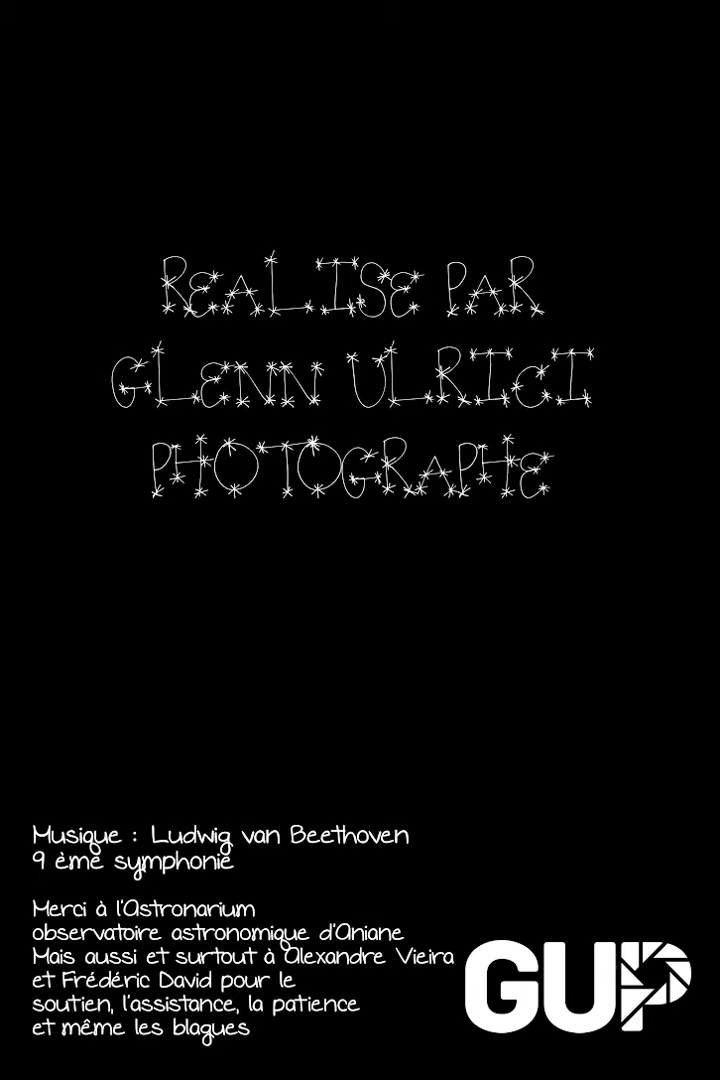 REALISE PAR
GLENN ULRICI
PHOTOGRAPHE
Musique : Ludwig van Beethoven
9 ème symphonie
Merci à l'Astronarium
observatoire astronomique d'Aniane
Mais aussi et surtout à Alexandre Vieira
et Frédéric David pour le
soutien, l'assistance, la patience
et même les blagues
GUP